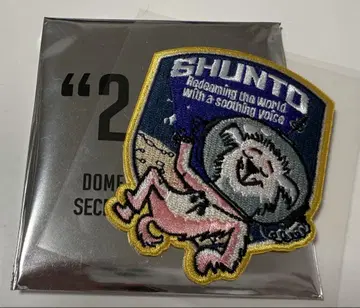 SHUNTO
Redeeming the world
with a soothing voice
“2
DOME
SEC